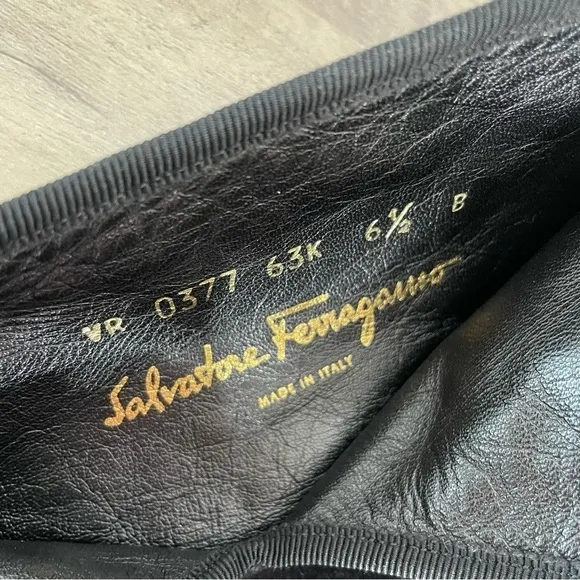 VR 0377 63K 6½ B
Salvatore Ferragamo
MADE IN ITALY